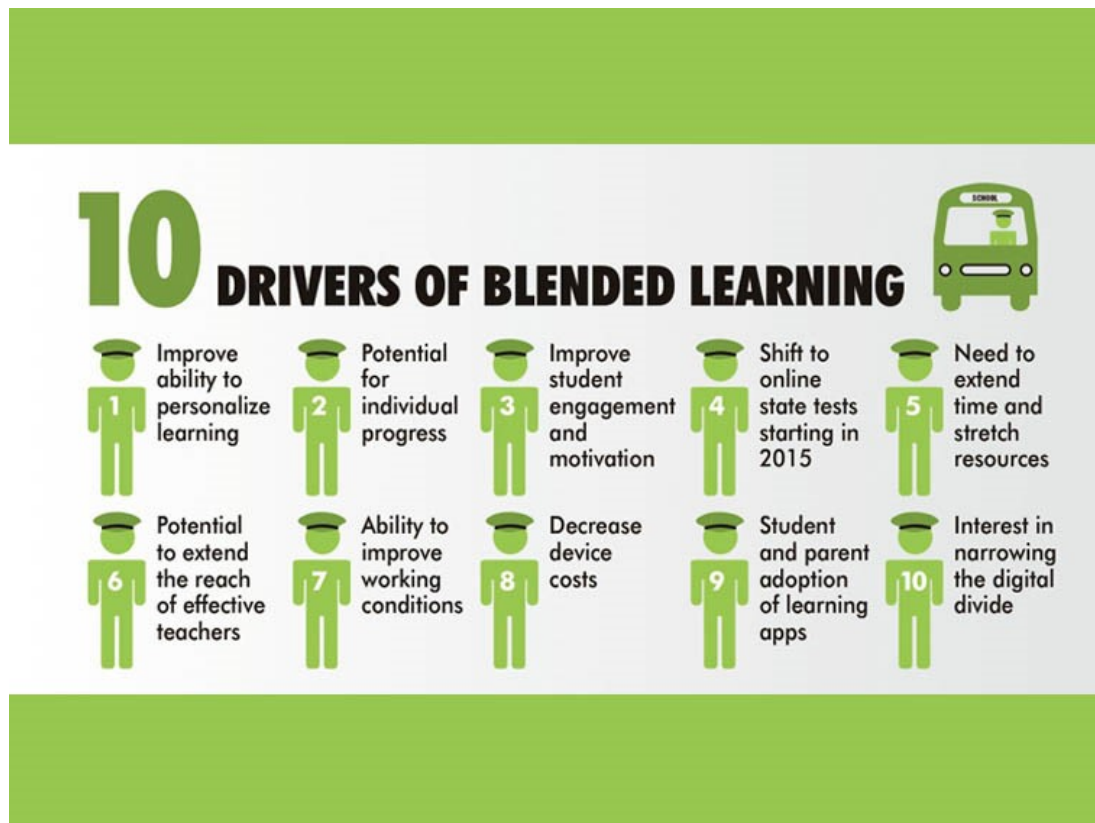 SCHOOL
10 DRIVERS OF BLENDED LEARNING
1
Improve
ability to
personalize
learning
2
Potential
for
individual
progress
3
Improve
student
engagement
and
motivation
4
Shift to
online
state tests
starting in
2015
5
Need to
extend
time and
stretch
resources
6
Potential
to extend
the reach
of effective
teachers
7
Ability to
improve
working
conditions
8
Decrease
device
costs
9
Student
and parent
adoption
of learning
apps
10
Interest in
narrowing
the digital
divide